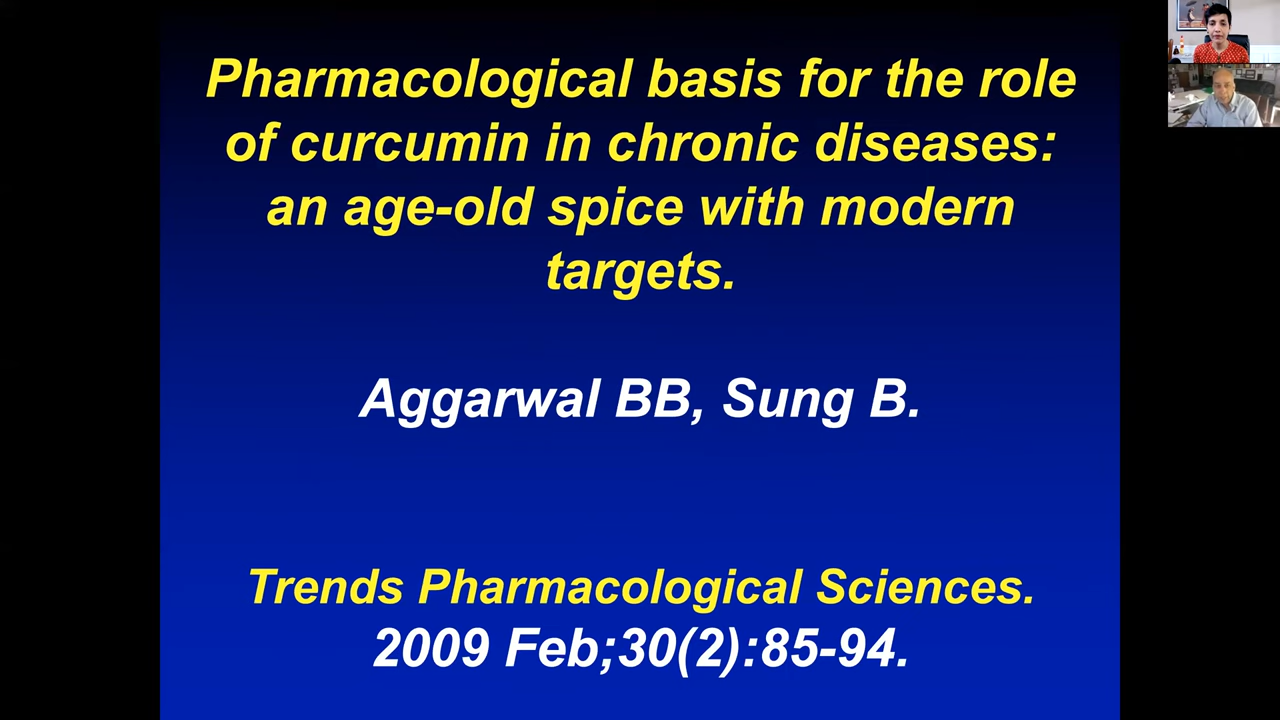 Pharmacological basis for the role
of curcumin in chronic diseases:
an age-old spice with modern
targets.
Aggarwal BB, Sung B.
Trends Pharmacological Sciences.
2009 Feb;30(2):85-94.